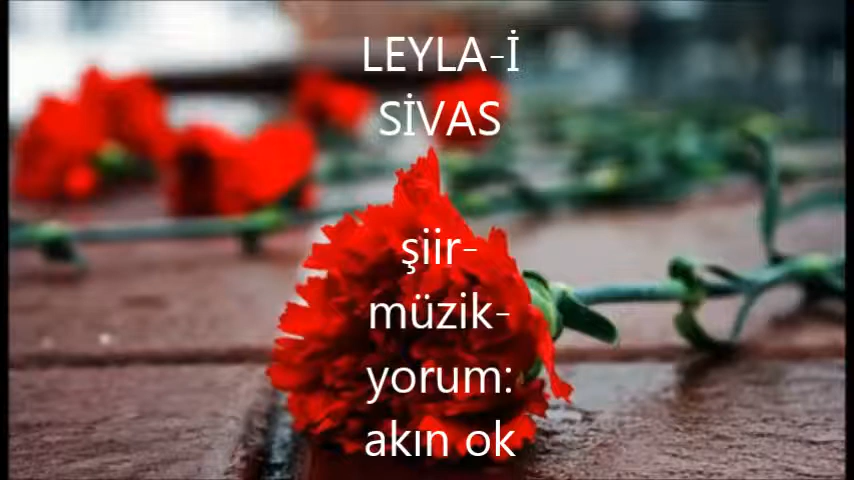 LEYLA-İ
SİVAS
şiir-
müzik-
yorum:
akın ok